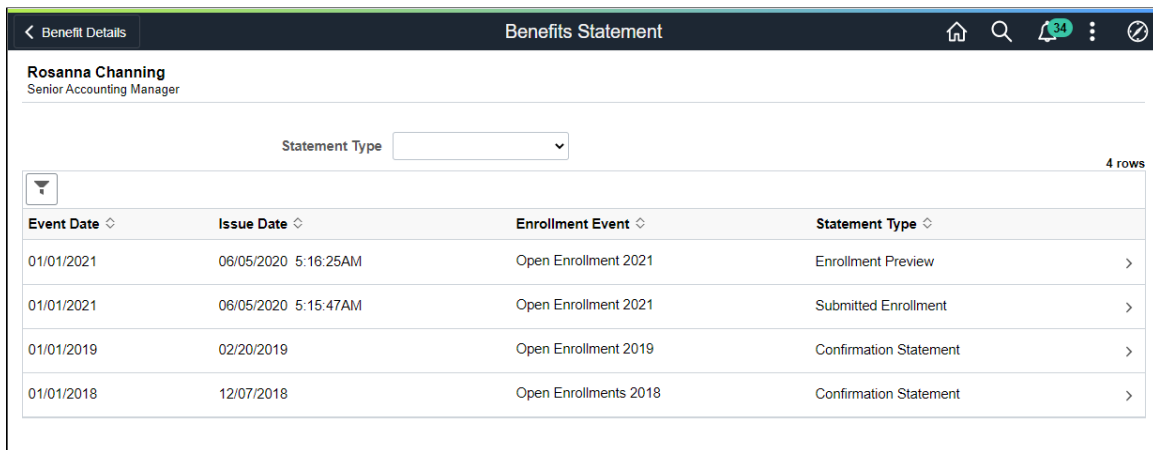 Benefit Details Benefits Statement 34
Rosanna Channing
Senior Accounting Manager
Statement Type
4 rows
Event Date Issue Date Enrollment Event Statement Type
01/01/2021 06/05/2020 5:16:25AM Open Enrollment 2021 Enrollment Preview
01/01/2021 06/05/2020 5:15:47AM Open Enrollment 2021 Submitted Enrollment
01/01/2019 02/20/2019 Open Enrollment 2019 Confirmation Statement
01/01/2018 12/07/2018 Open Enrollments 2018 Confirmation Statement